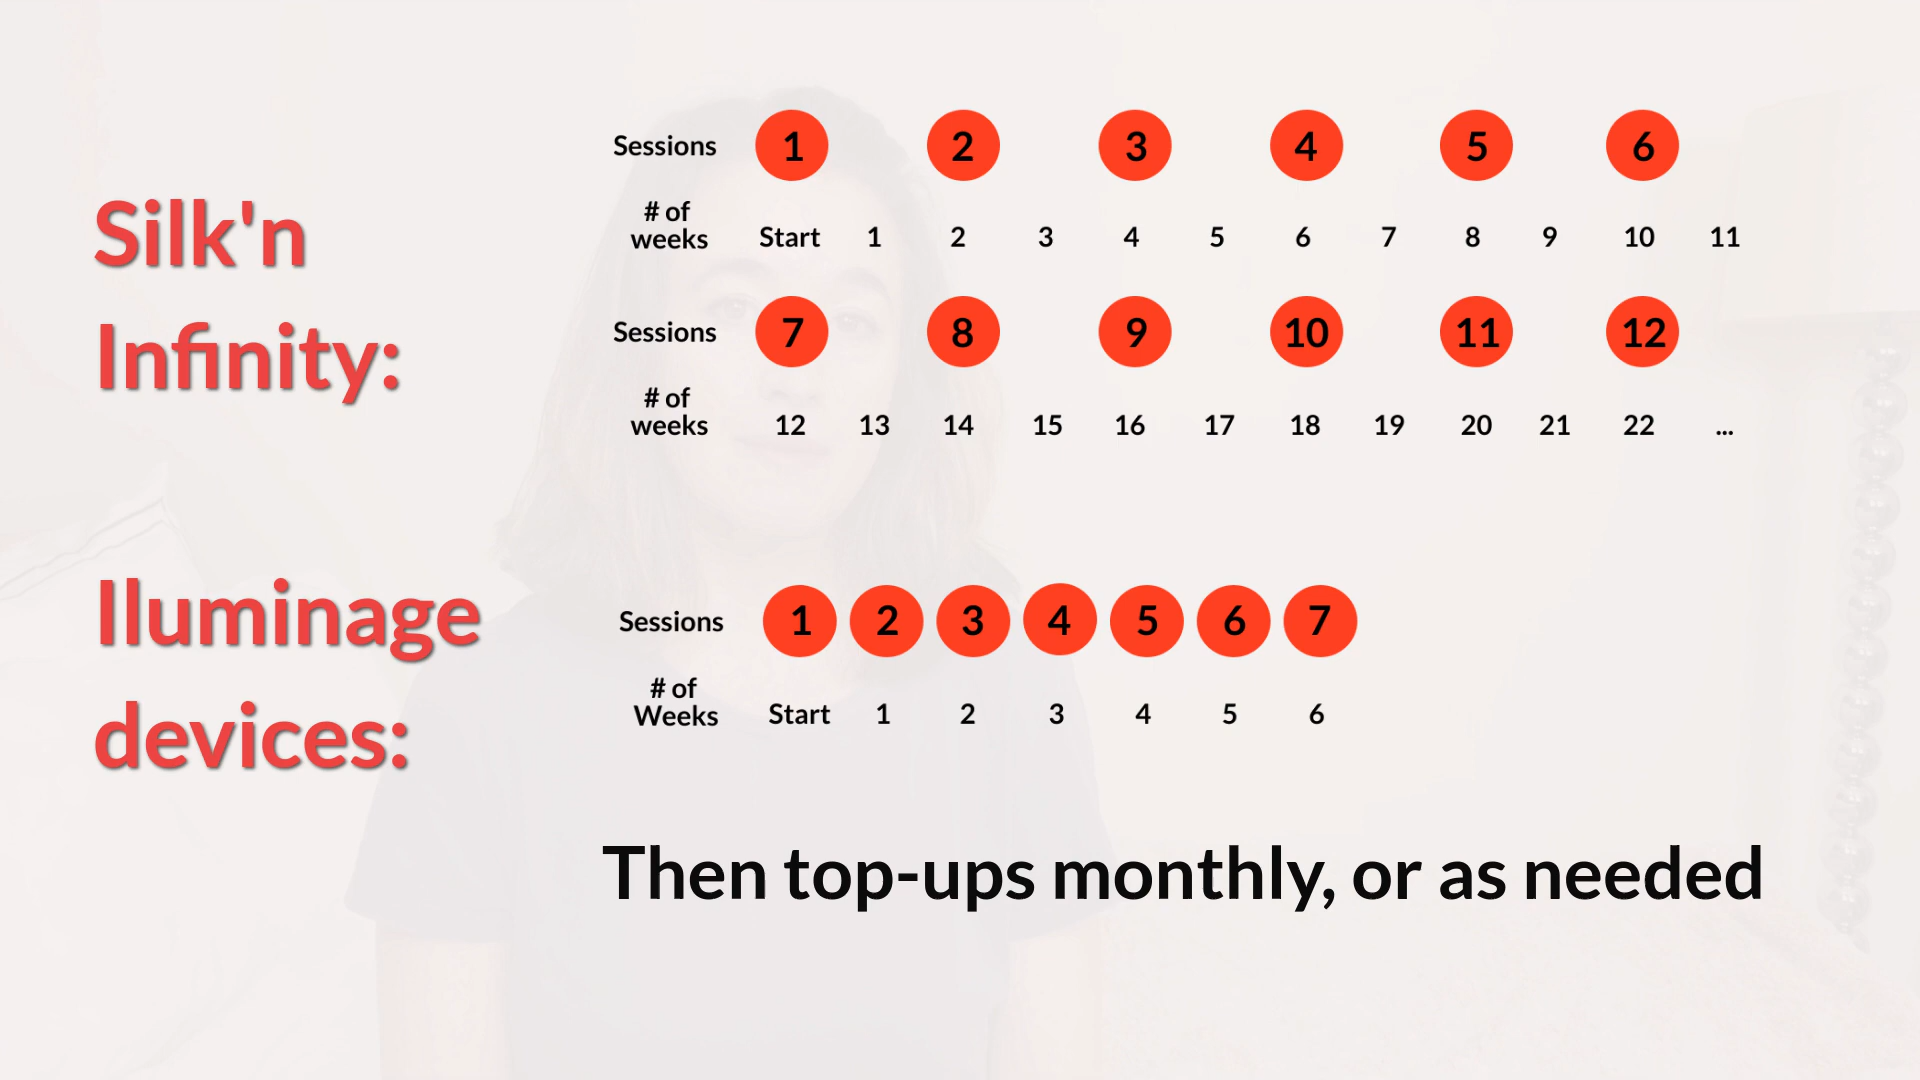 Silk'n
Infinity:
Sessions 1 2 3 4 5 6
# of
weeks Start 1 2 3 4 5 6 7 8 9 10 11
Sessions 7 8 9 10 11 12
# of
weeks 12 13 14 15 16 17 18 19 20 21 22 ...
Iluminage
devices:
Sessions 1 2 3 4 5 6 7
# of
Weeks Start 1 2 3 4 5 6
Then top-ups monthly, or as needed